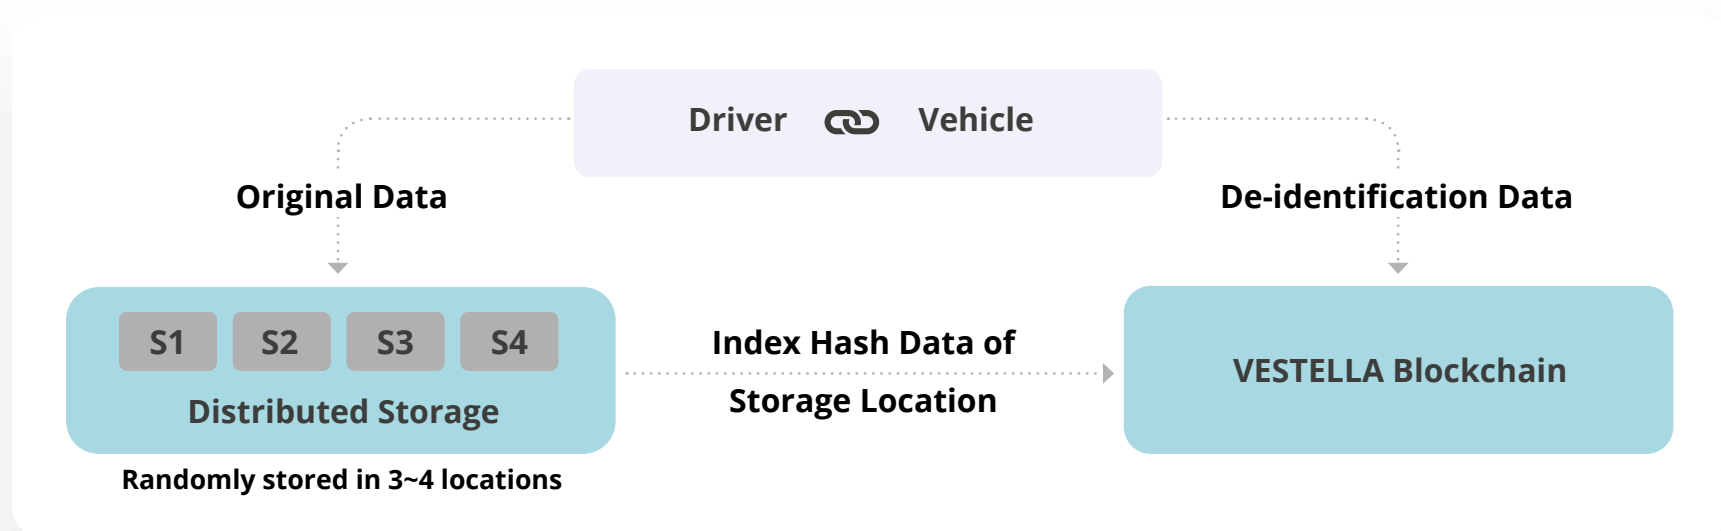 Driver Vehicle
Original Data
De-identification Data
S1 S2 S3 S4
Distributed Storage
Randomly stored in 3~4 locations
Index Hash Data of
Storage Location
VESTELLA Blockchain